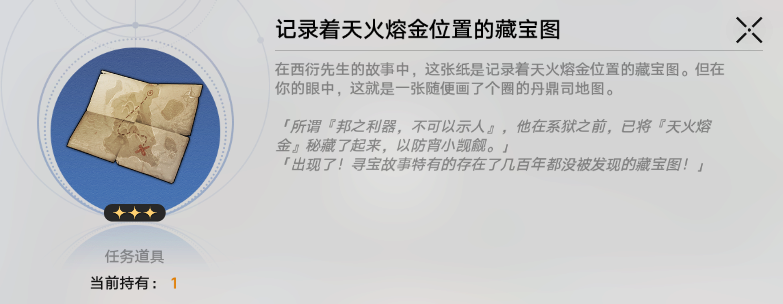 记录着天火熔金位置的藏宝图
在西衍先生的故事中，这张纸是记录着天火熔金位置的藏宝图。但在
你的眼中，这就是一张随便画了个圈的丹鼎司地图。
「所谓『邦之利器，不可以示人』，他在系狱之前，已将『天火熔
金』秘藏了起来，以防宵小觊觎。」
「出现了！寻宝故事特有的存在了几百年都没被发现的藏宝图！」
任务道具
当前持有： 1